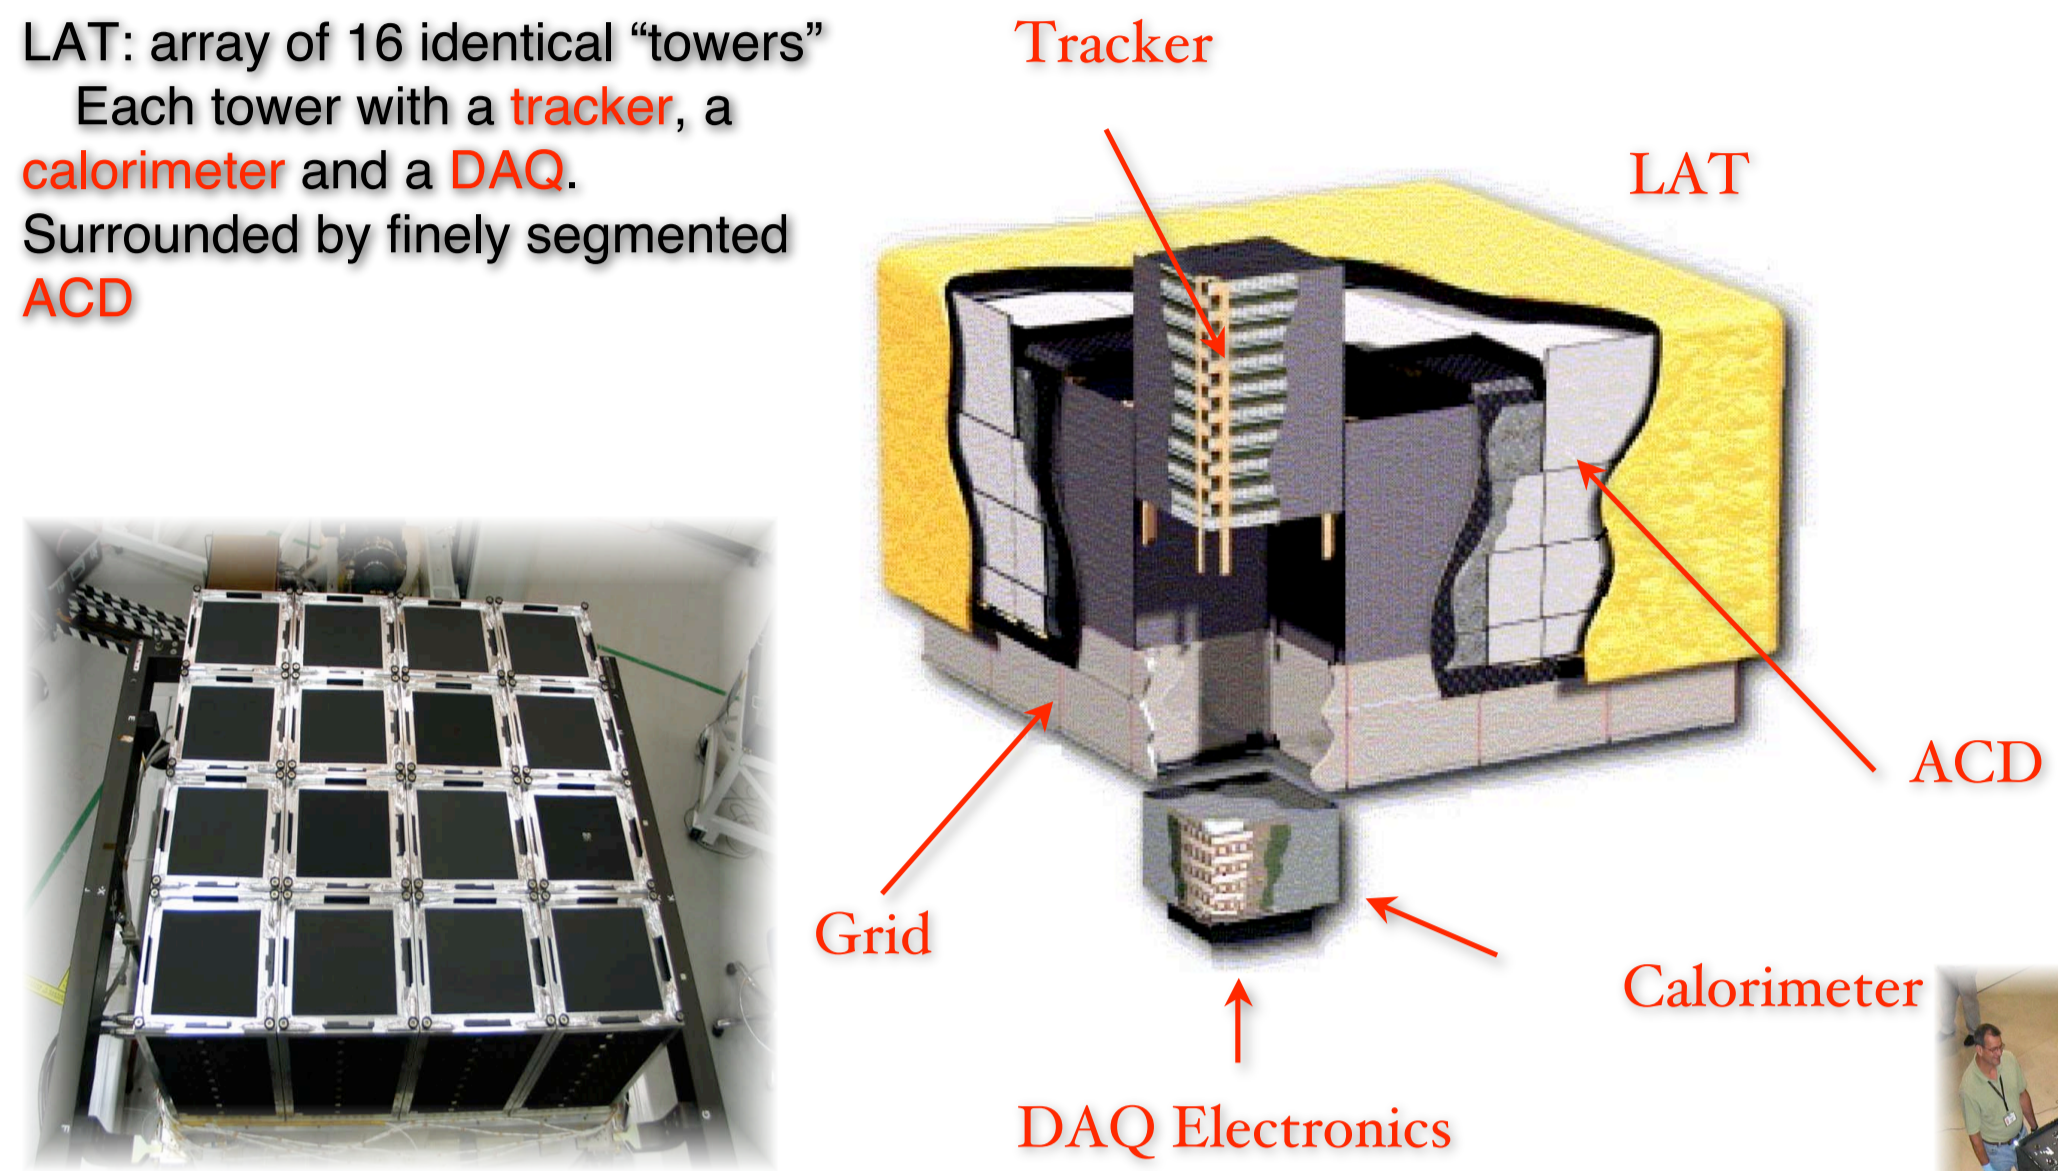 LAT: array of 16 identical “towers”
Each tower with a tracker, a
calorimeter and a DAQ.
Surrounded by finely segmented
ACD
Tracker
LAT
ACD
Grid
Calorimeter
DAQ Electronics